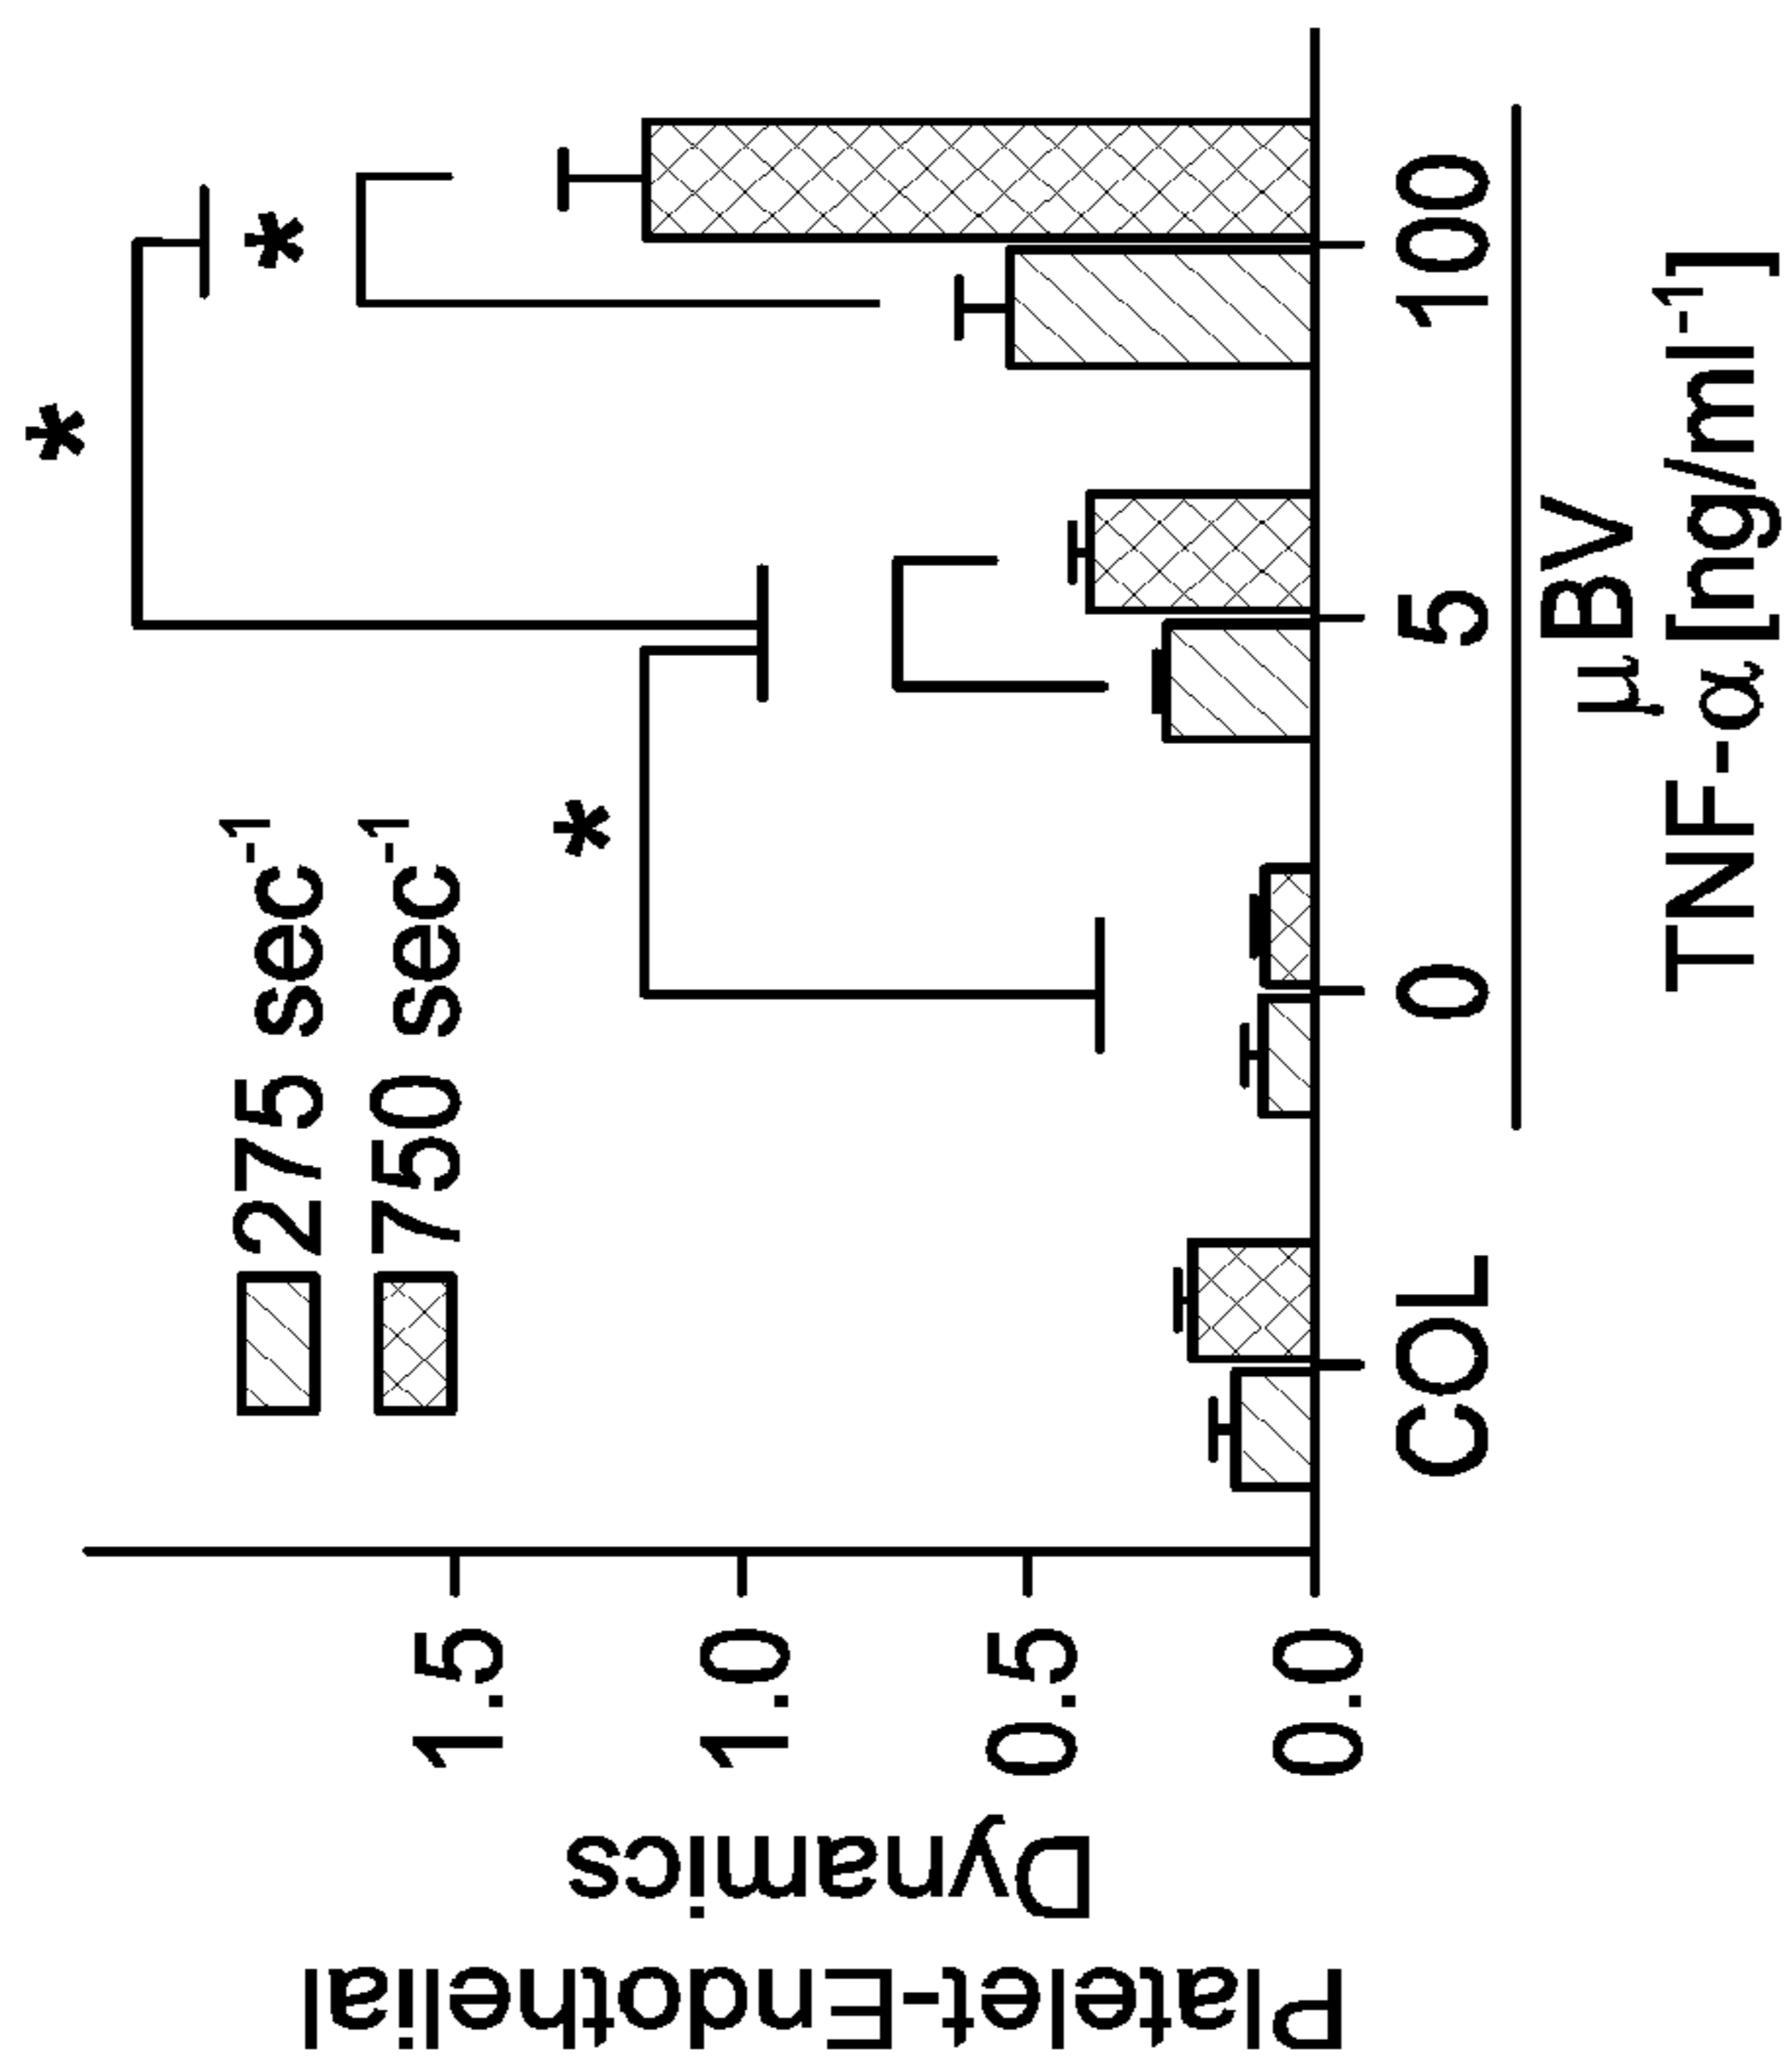 Platelet-Endothelial
Dynamics
1.5
1.0
0.5
0.0
275 sec⁻¹
750 sec⁻¹
*
*
*
COL
0
5
100
µBV
TNF-α [ng/ml⁻¹]